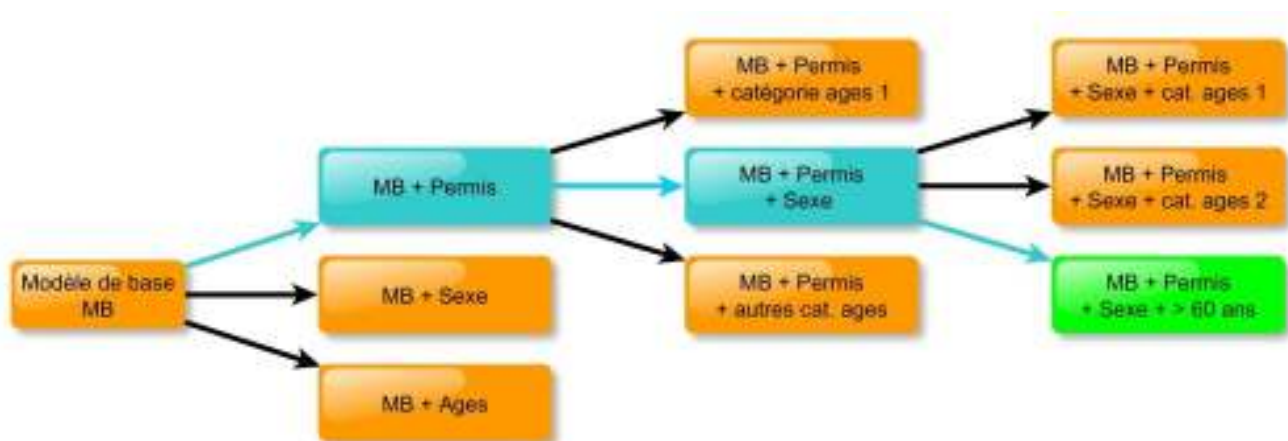 MB + Permis
+ catégorie ages 1
MB + Permis
+ Sexe + cat. ages 1
MB + Permis
MB + Permis
+ Sexe
MB + Permis
+ Sexe + cat. ages 2
Modèle de base
MB
MB + Sexe
MB + Permis
+ autres cat. ages
MB + Permis
+ Sexe + > 60 ans
MB + Ages